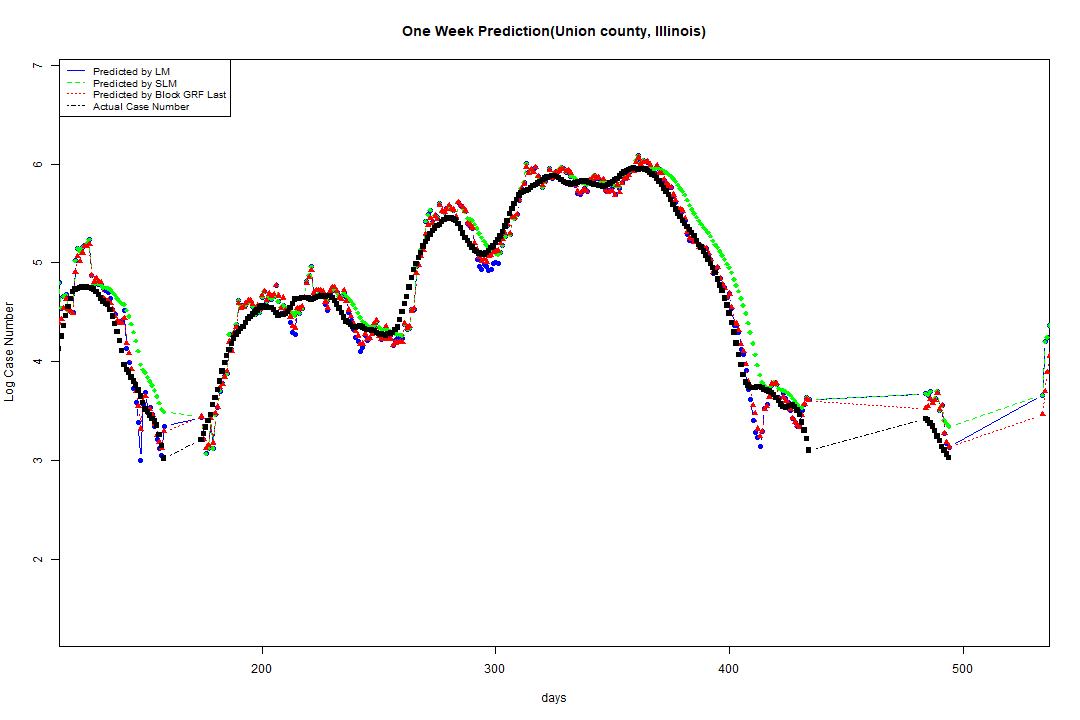 One Week Prediction(Union county, Illinois)
Predicted by LM
Predicted by SLM
Predicted by Block GRF Last
Actual Case Number
7
6
5
4
3
2
Log Case Number
200
300
400
500
days